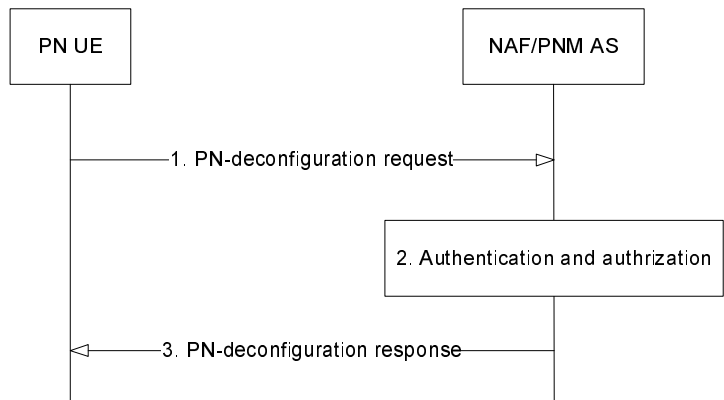 PN UE
NAF/PNM AS
1. PN-deconfiguration request
2. Authentication and authrization
3. PN-deconfiguration response